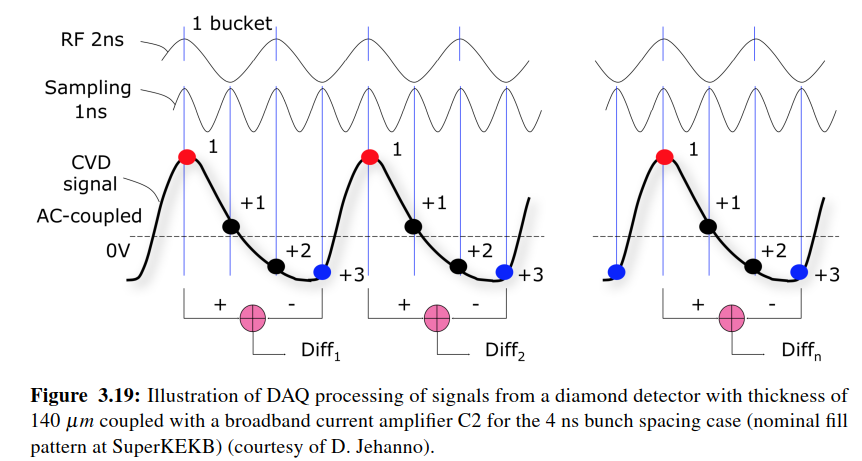 1 bucket
RF 2ns
Sampling
1ns
1
1
1
CVD
signal
+1
+1
+1
AC-coupled
0V
+2
+2
+2
+3
+3
+3
+
-
+
-
+
-
Diff1
Diff2
Diffn
Figure 3.19: Illustration of DAQ processing of signals from a diamond detector with thickness of
140 μm coupled with a broadband current amplifier C2 for the 4 ns bunch spacing case (nominal fill
pattern at SuperKEKB) (courtesy of D. Jehanno).